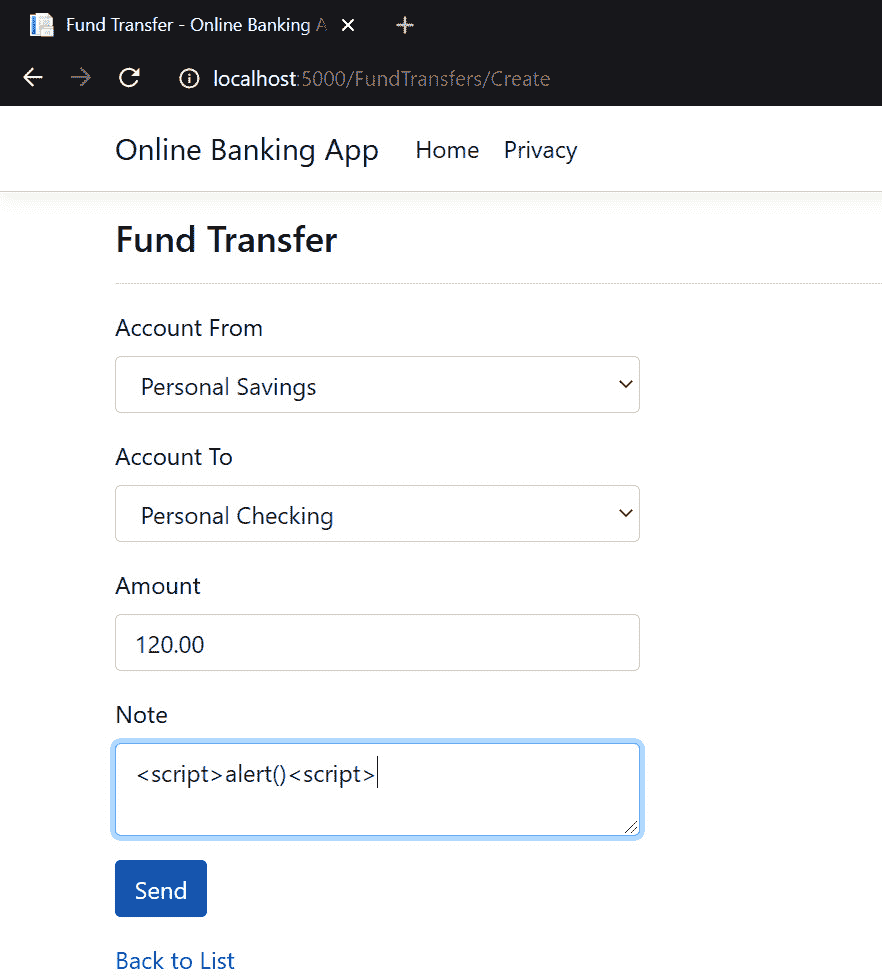 Fund Transfer - Online Banking A
localhost:5000/FundTransfers/Create
Online Banking App Home Privacy
Fund Transfer
Account From
Personal Savings
Account To
Personal Checking
Amount
120.00
Note
<script>alert()<script>
Send
Back to List